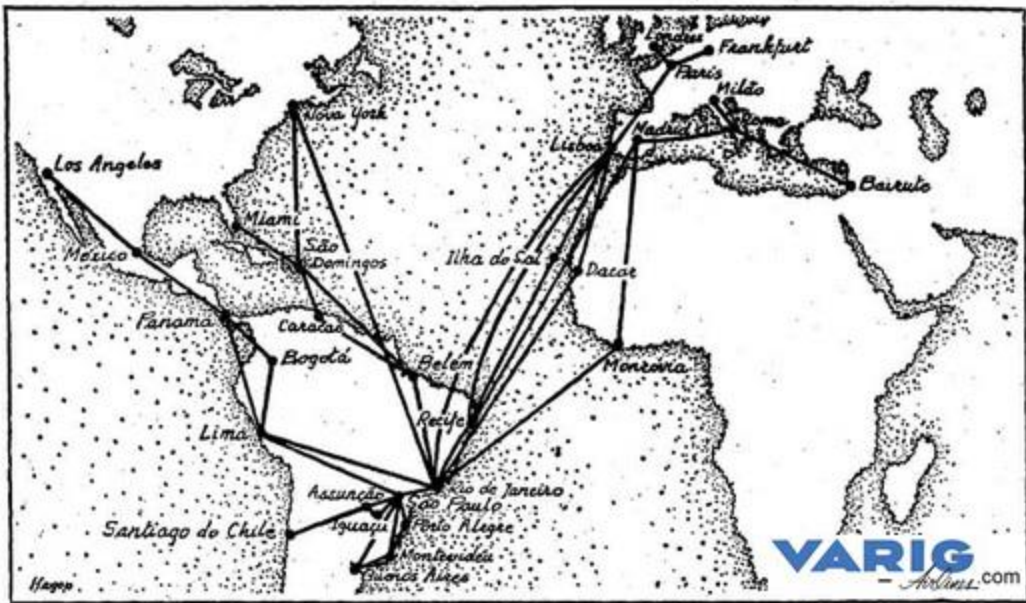 Londres
Frankfurt
Paris
Milão
Nova York
Roma
Madrid
Lisboa
Los Angeles
Bairuto
Miami
São
Domingos
México
Ilha do Sal
Dacar
Panamá
Caracas
Bogotá
Belém
Monrovia
Recife
Lima
Rio de Janeiro
Assunção
São Paulo
Iguaçu
Porto Alegre
Santiago do Chile
Montevideu
Buenos Aires
VARIG
Airlines.com